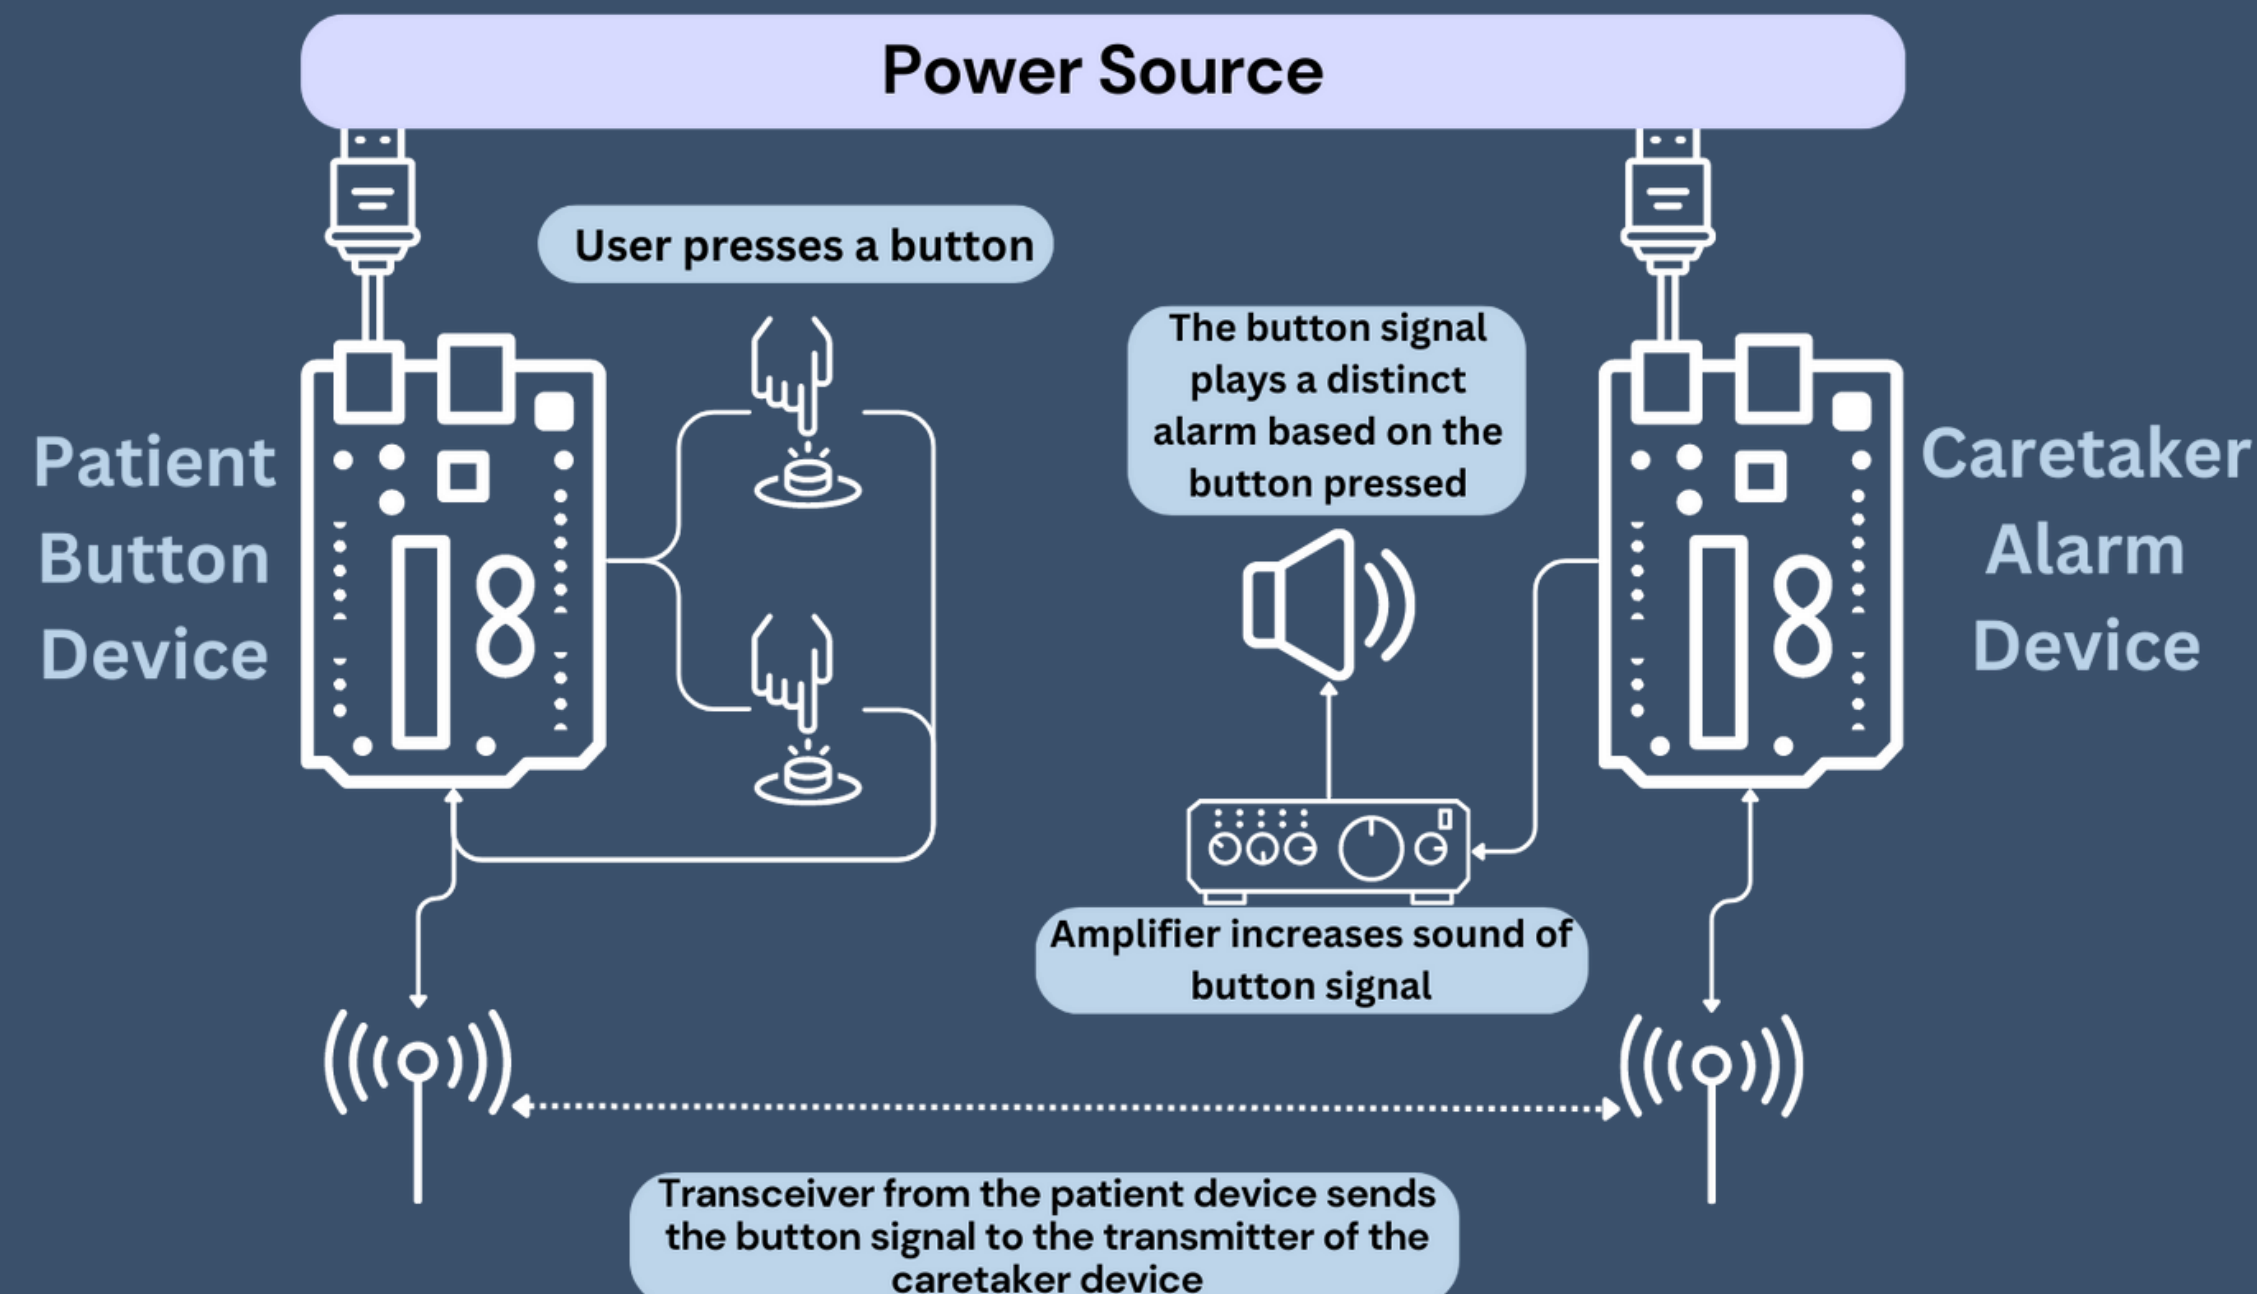 Power Source
User presses a button
The button signal
plays a distinct
alarm based on the
button pressed
Patient
Button
Device
Caretaker
Alarm
Device
Amplifier increases sound of
button signal
Transceiver from the patient device sends
the button signal to the transmitter of the
caretaker device